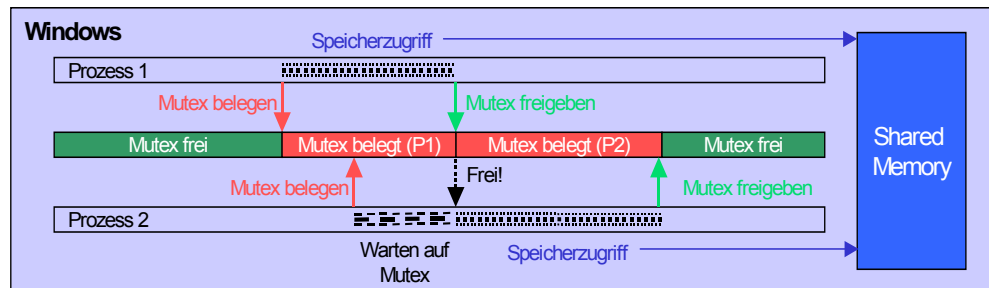 Windows
Speicherzugriff
Prozess 1
Mutex belegen
Mutex freigeben
Mutex frei
Mutex belegt (P1)
Mutex belegt (P2)
Mutex frei
Shared
Memory
Mutex belegen
Frei!
Mutex freigeben
Prozess 2
Warten auf
Mutex
Speicherzugriff